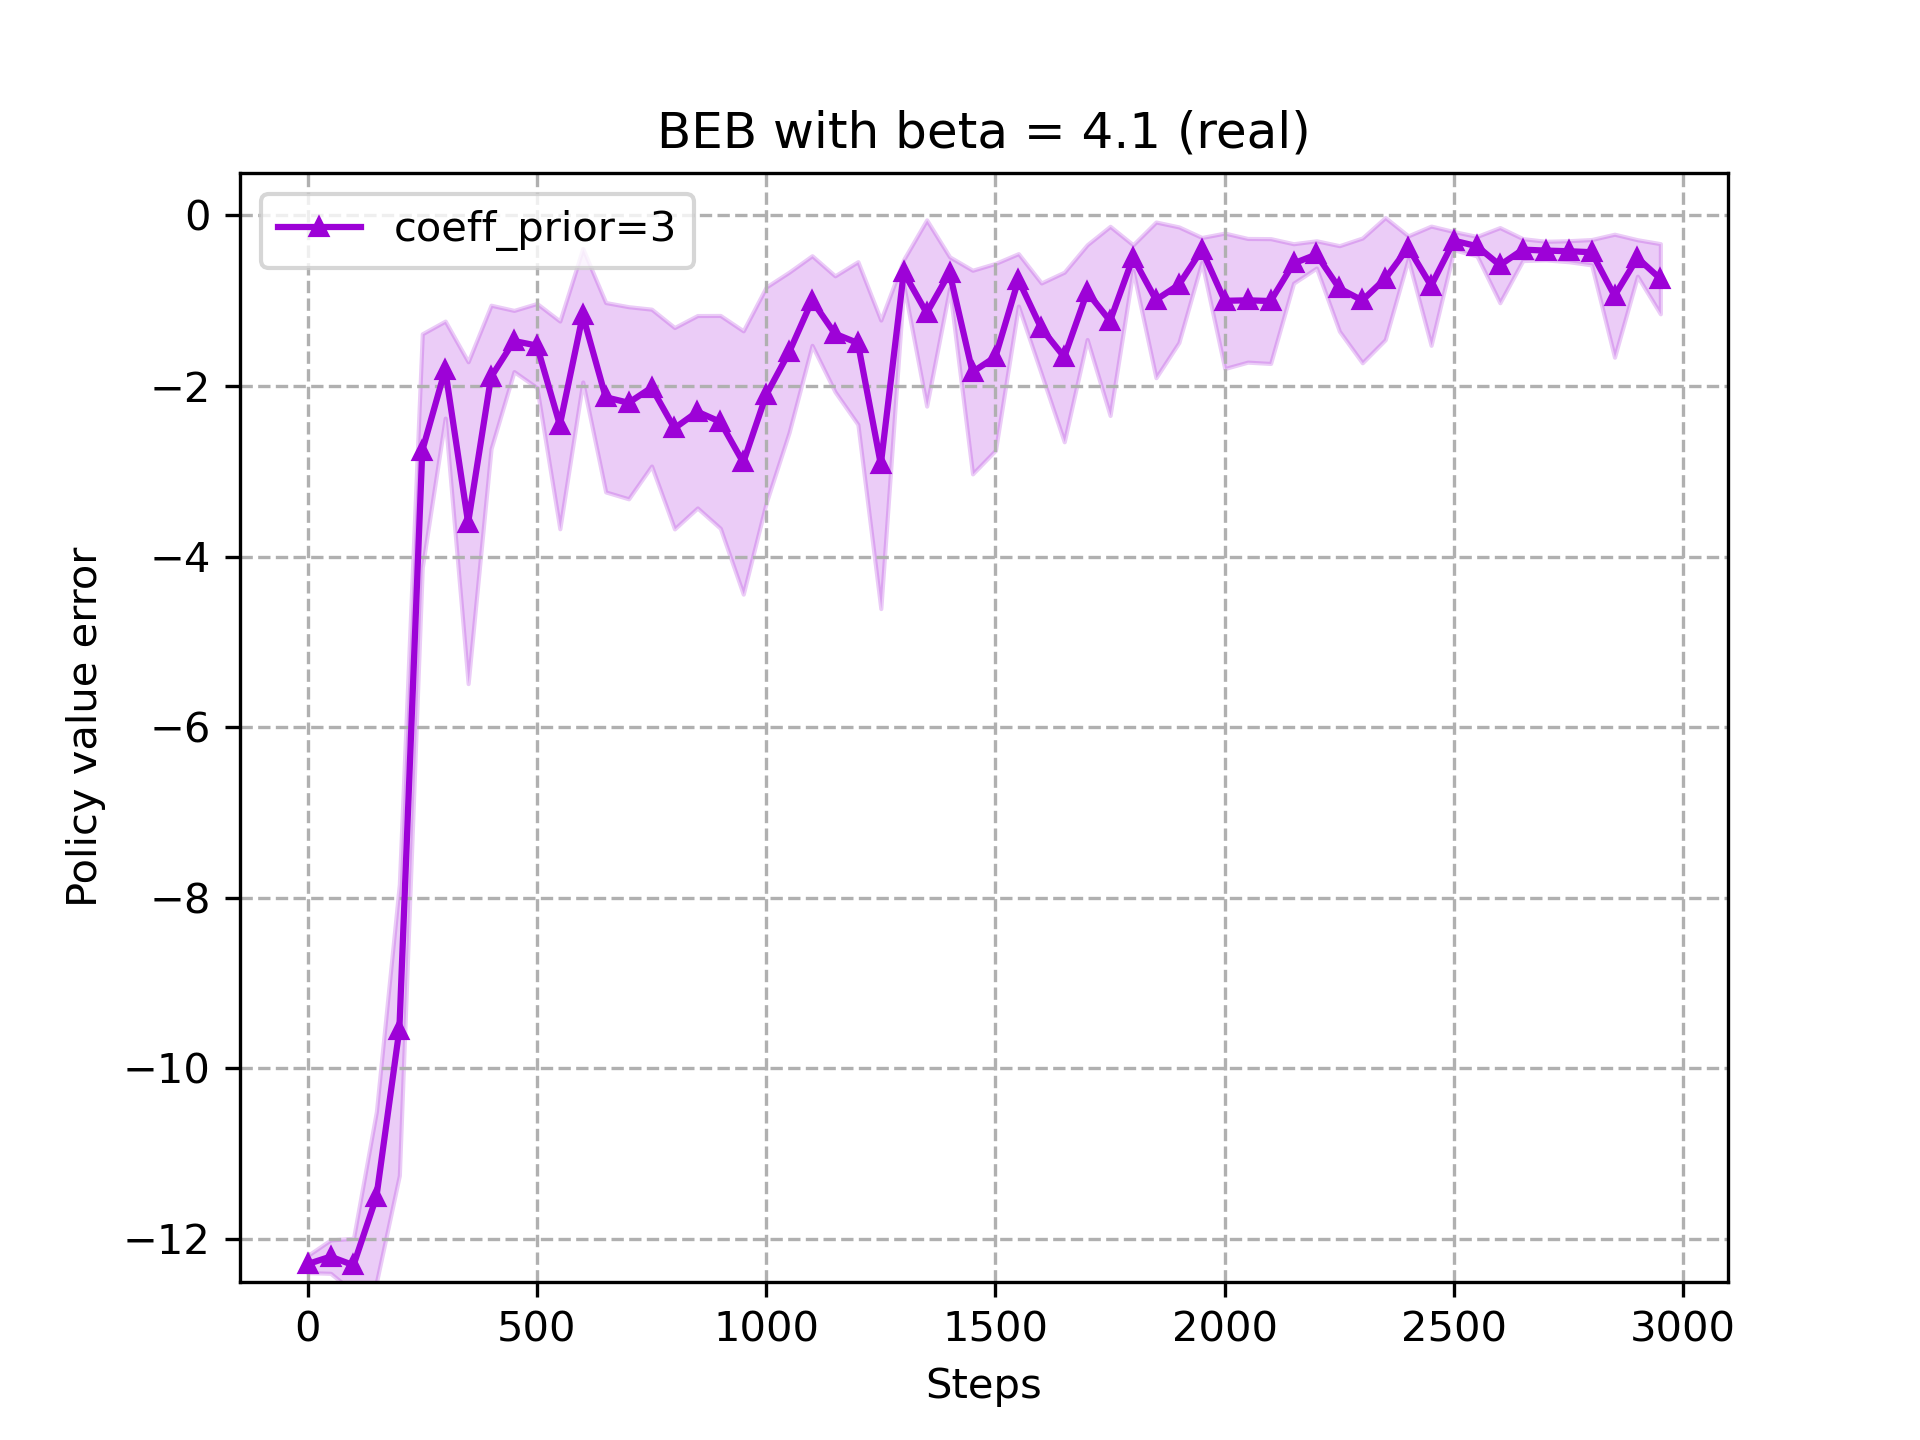 BEB with beta = 4.1 (real)
coeff_prior=3
0
−2
−4
−6
−8
−10
−12
Policy value error
0 500 1000 1500 2000 2500 3000
Steps